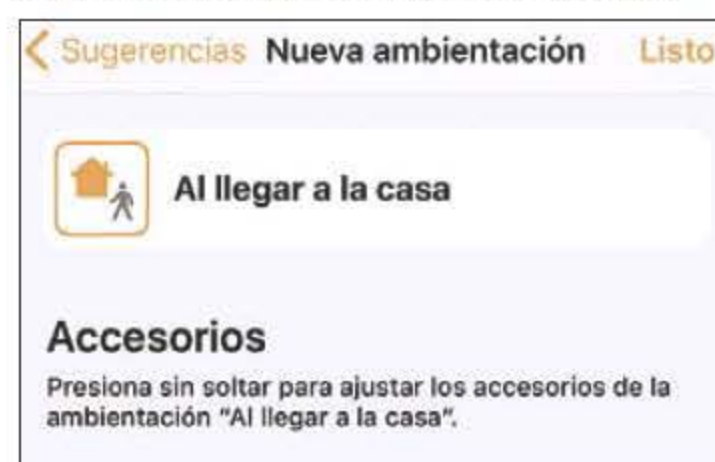 Sugerencias Nueva ambientación Listo
Al llegar a la casa
Accesorios
Presiona sin soltar para ajustar los accesorios de la
ambientación "Al llegar a la casa".